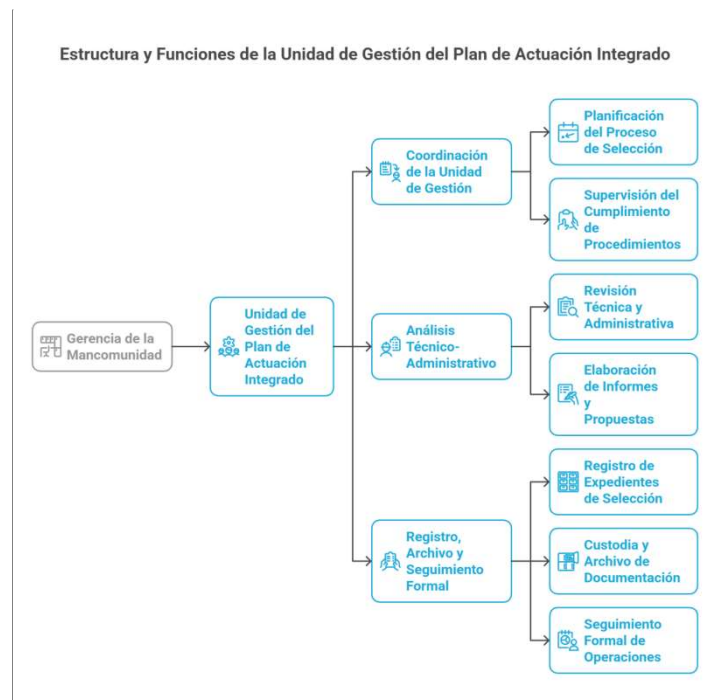 Estructura y Funciones de la Unidad de Gestión del Plan de Actuación Integrado
Gerencia de la
Mancomunidad
Unidad de
Gestión del
Plan de
Actuación
Integrado
Coordinación
de la Unidad
de Gestión
Planificación
del Proceso
de Selección
Supervisión del
Cumplimiento
de
Procedimientos
Análisis
Técnico-
Administrativo
Revisión
Técnica y
Administrativa
Elaboración
de Informes
y
Propuestas
Registro,
Archivo y
Seguimiento
Formal
Registro de
Expedientes
de Selección
Custodia y
Archivo de
Documentación
Seguimiento
Formal de
Operaciones